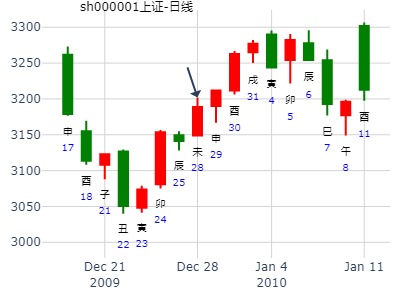 sh000001上证-日线
3300
3250
3200
3150
3100
3050
3000
申
17
酉
18
子
21
丑
22
寅
23
卯
24
辰
25
未
28
申
29
酉
30
戌
31
寅
4
卯
5
辰
6
巳
7
午
8
酉
11
Dec 21
2009
Dec 28
Jan 4
2010
Jan 11